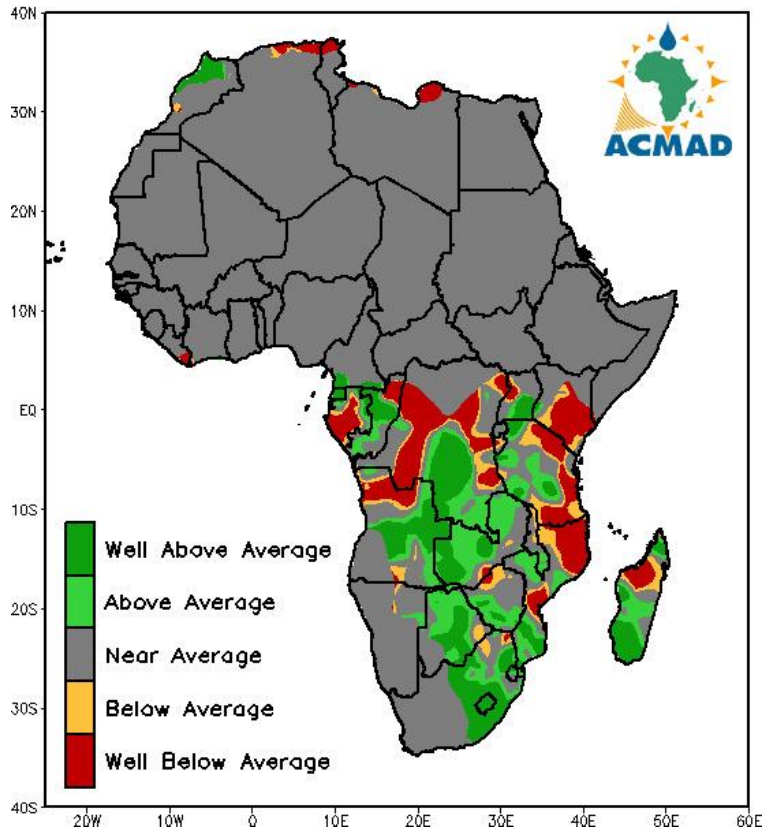 40N
ACMAD
30N
20N
10N
EQ
10S
Well Above Average
Above Average
20S
Near Average
Below Average
30S
Well Below Average
40S
20W 10W 0 10E 20E 30E 40E 50E 60E